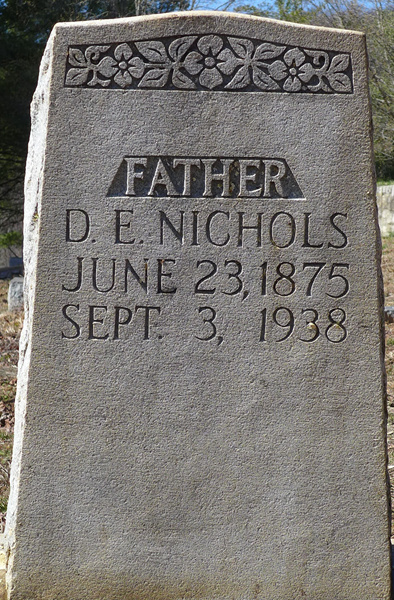 FATHER
D. E. NICHOLS
JUNE 23, 1875
SEPT. 3, 1938